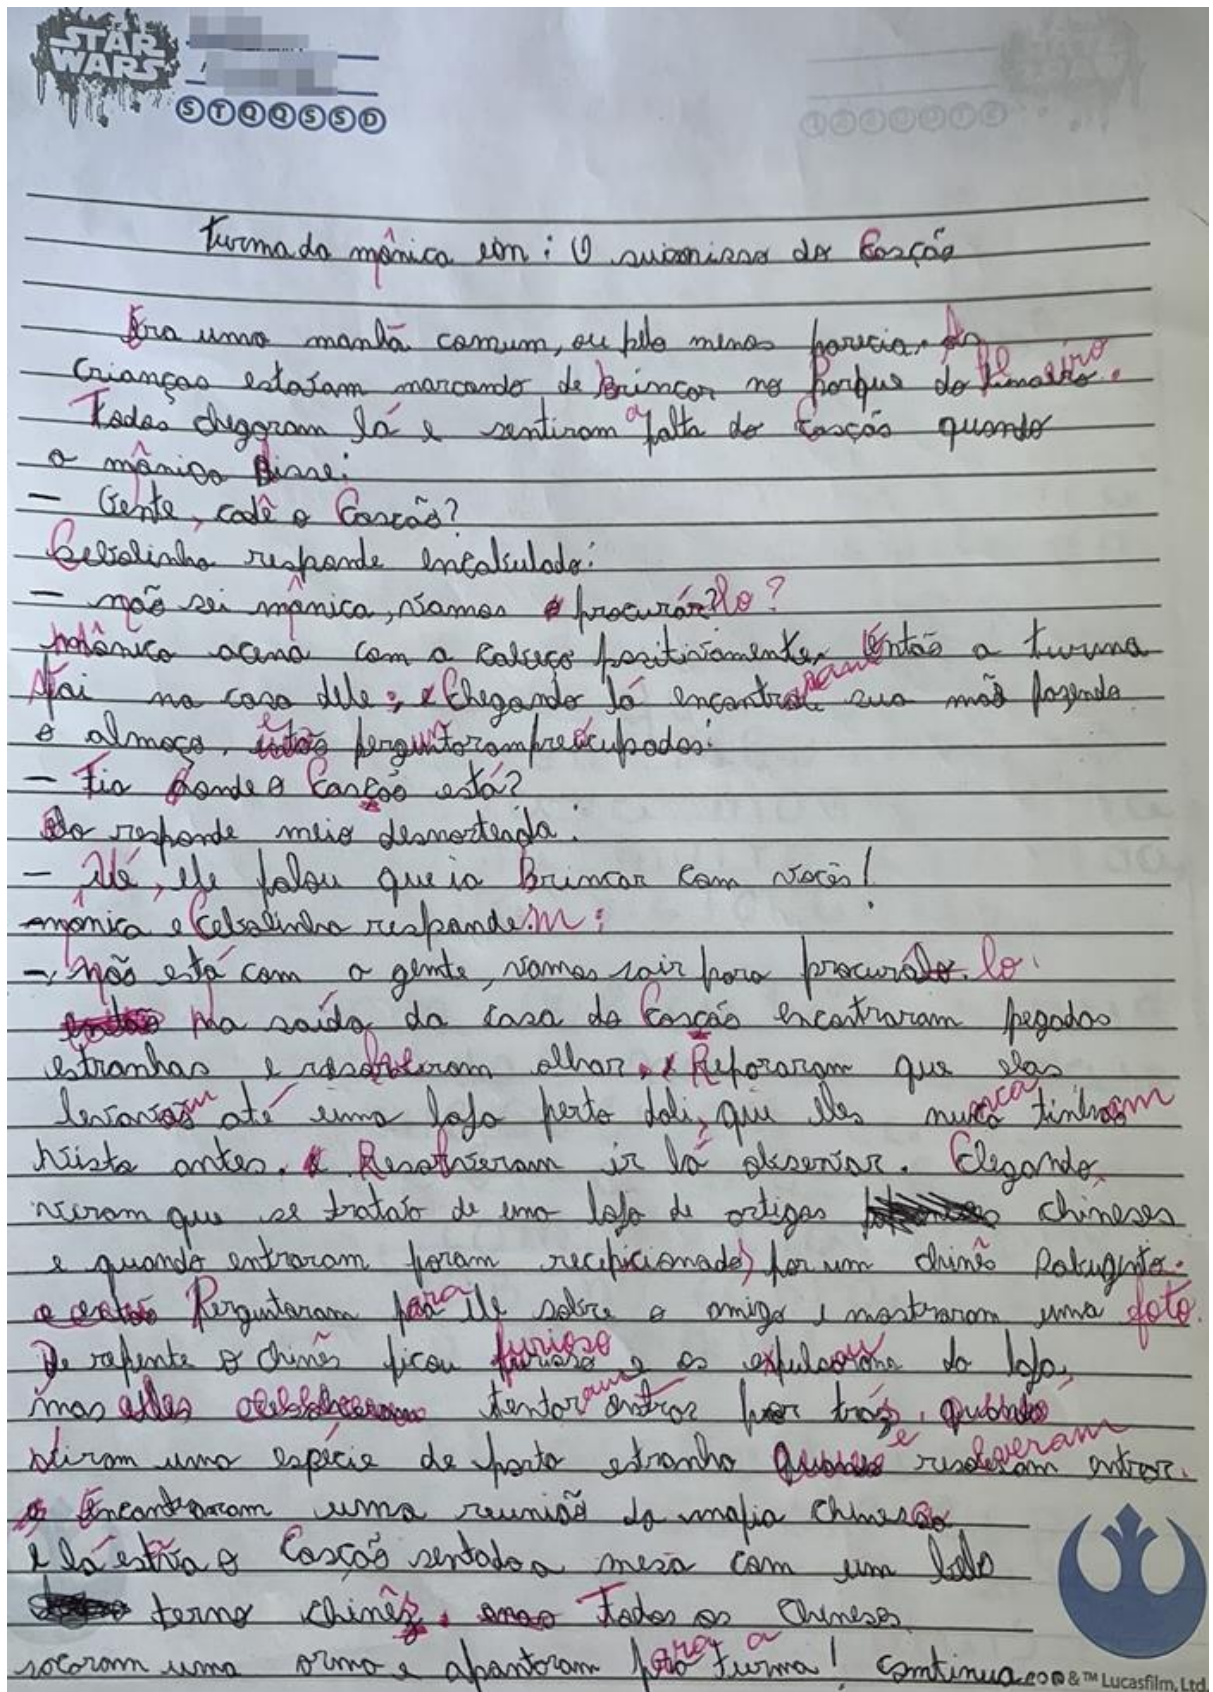 STAR
WARS
S T Q Q S S D
turma da mônica em: O sumisso do Cascão
Era uma manhã comum, ou pelo menos parecia. As
crianças estavam marcando de brincar no Parque do Limoeiro.
Todas chegaram lá e sentiram a falta do Cascão quando
a mônica disse:
— Gente, cadê o Cascão?
Cebolinha responde encalculado:
— não sei mônica, vamos procurá-lo?
mônica acena com a cabeça positivamente, então a turma
Vai na casa dele; Chegando lá encontraram sua mãe fazendo
o almoço, e perguntaram preocupados:
— Tia aonde o Cascão está?
Ela responde meio desnorteada.
— Ué, ele falou que ia Brincar com vocês!
mônica e Cebolinha respondem:
— não está com a gente, vamos sair para procurá-lo.
na saída da casa do Cascão encontraram pegadas
estranhas e resolveram olhar. Repararam que elas
levavam até uma loja perto dali, que eles nunca tinham
visto antes. Resolveram ir lá observar. Chegando,
viram que se tratava de uma loja de artigos chineses
e quando entraram foram recepicionados por um chinês Rabugento.
Perguntaram para ele sobre o amigo e mostraram uma foto.
De repente o chinês ficou furioso e os expulsou da loja,
mas eles tentaram entrar por trás,
viram uma espécie de porta estranha e resolveram entrar.
Encontraram uma reunião da mafia chinesa
e lá estava o Cascão sentado a mesa com um belo
terno chinês. Todos os chineses
sacaram uma arma e apontaram para a turma! Continua...
& ™ Lucasfilm, Ltd.